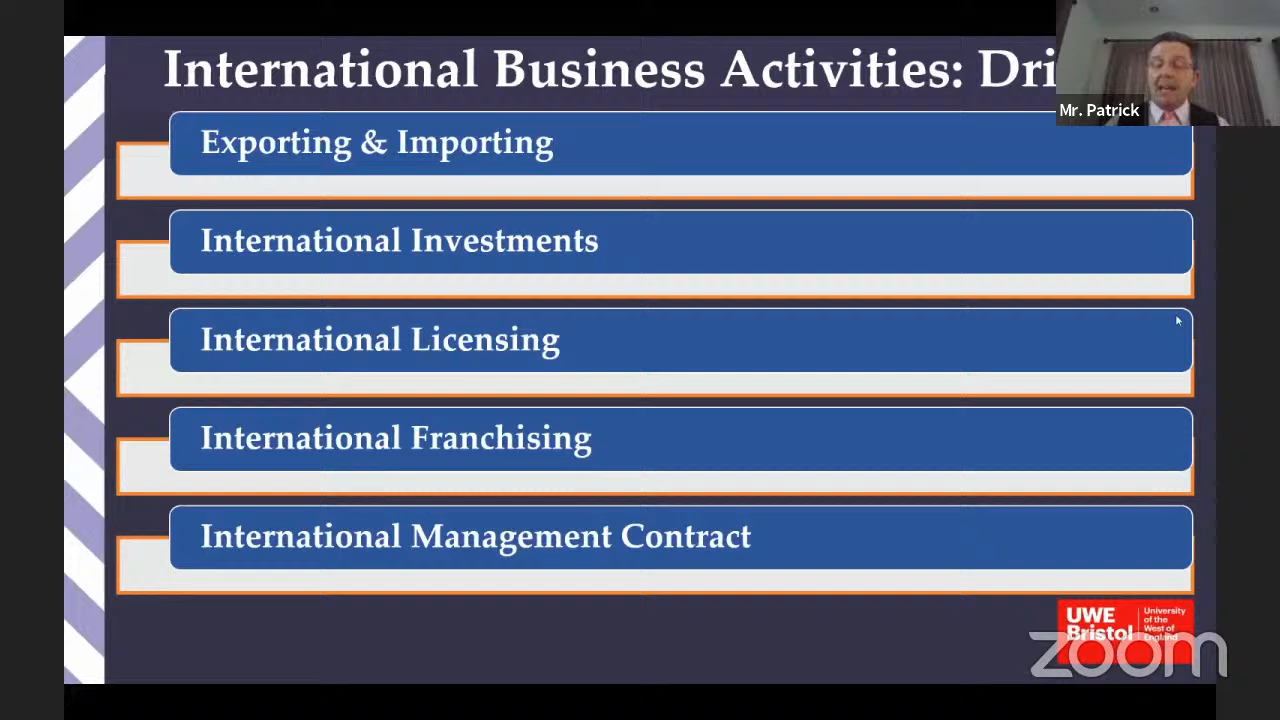 International Business Activities: Dri
Mr. Patrick
Exporting & Importing
International Investments
International Licensing
International Franchising
International Management Contract
UWE
Bristol
University
of the
West of
England
zoom